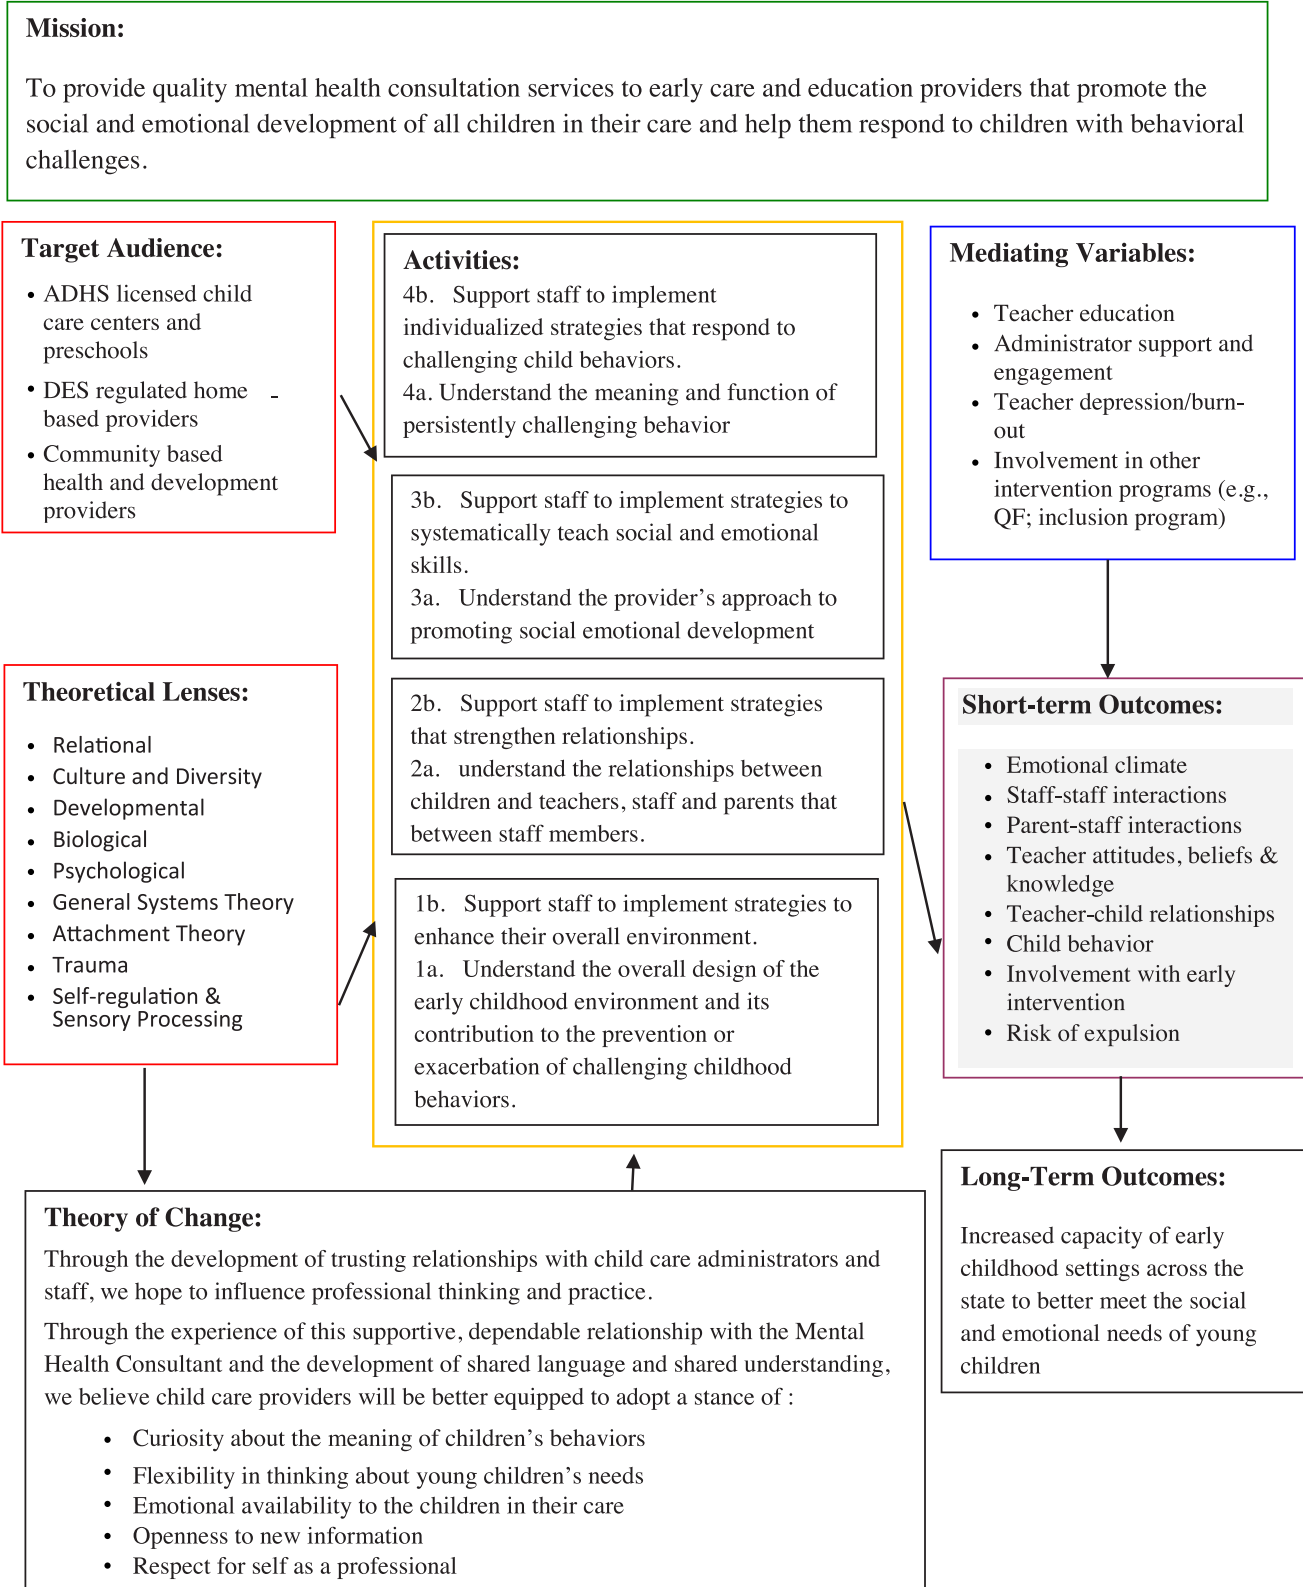 Mission:
To provide quality mental health consultation services to early care and education providers that promote the
social and emotional development of all children in their care and help them respond to children with behavioral
challenges.
Target Audience:
• ADHS licensed child
care centers and
preschools
• DES regulated home -
based providers
• Community based
health and development
providers
Theoretical Lenses:
• Relational
• Culture and Diversity
• Developmental
• Biological
• Psychological
• General Systems Theory
• Attachment Theory
• Trauma
• Self-regulation &
Sensory Processing
Activities:
4b. Support staff to implement
individualized strategies that respond to
challenging child behaviors.
4a. Understand the meaning and function of
persistently challenging behavior
3b. Support staff to implement strategies to
systematically teach social and emotional
skills.
3a. Understand the provider’s approach to
promoting social emotional development
2b. Support staff to implement strategies
that strengthen relationships.
2a. understand the relationships between
children and teachers, staff and parents that
between staff members.
1b. Support staff to implement strategies to
enhance their overall environment.
1a. Understand the overall design of the
early childhood environment and its
contribution to the prevention or
exacerbation of challenging childhood
behaviors.
Mediating Variables:
• Teacher education
• Administrator support and
engagement
• Teacher depression/burn-
out
• Involvement in other
intervention programs (e.g.,
QF; inclusion program)
Short-term Outcomes:
• Emotional climate
• Staff-staff interactions
• Parent-staff interactions
• Teacher attitudes, beliefs &
knowledge
• Teacher-child relationships
• Child behavior
• Involvement with early
intervention
• Risk of expulsion
Long-Term Outcomes:
Increased capacity of early
childhood settings across the
state to better meet the social
and emotional needs of young
children
Theory of Change:
Through the development of trusting relationships with child care administrators and
staff, we hope to influence professional thinking and practice.
Through the experience of this supportive, dependable relationship with the Mental
Health Consultant and the development of shared language and shared understanding,
we believe child care providers will be better equipped to adopt a stance of :
• Curiosity about the meaning of children’s behaviors
• Flexibility in thinking about young children’s needs
• Emotional availability to the children in their care
• Openness to new information
• Respect for self as a professional